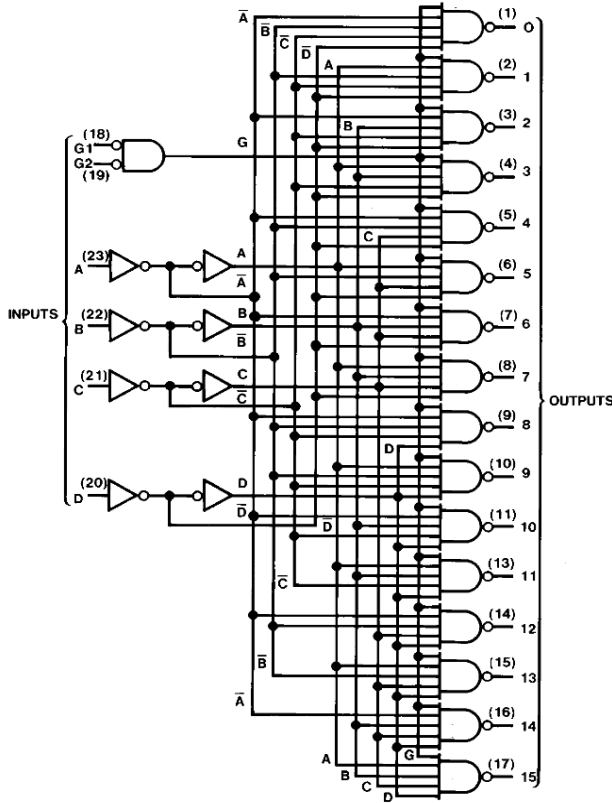 A̅ (1) 0
B̅
C̅
D̅
A (2) 1
B (3) 2
(18) G1
G2 (19)
G
(4) 3
(5) 4
C
(23) A
A
A̅
(6) 5
INPUTS
(22) B
B
B̅
(7) 6
(21) C
C
C̅
(8) 7
OUTPUTS
(9) 8
D
(10) 9
(20) D
D
D̅
D̅
(11) 10
C̅
(13) 11
(14) 12
B̅
(15) 13
A̅
(16) 14
G
A (17) 15
B
C
D